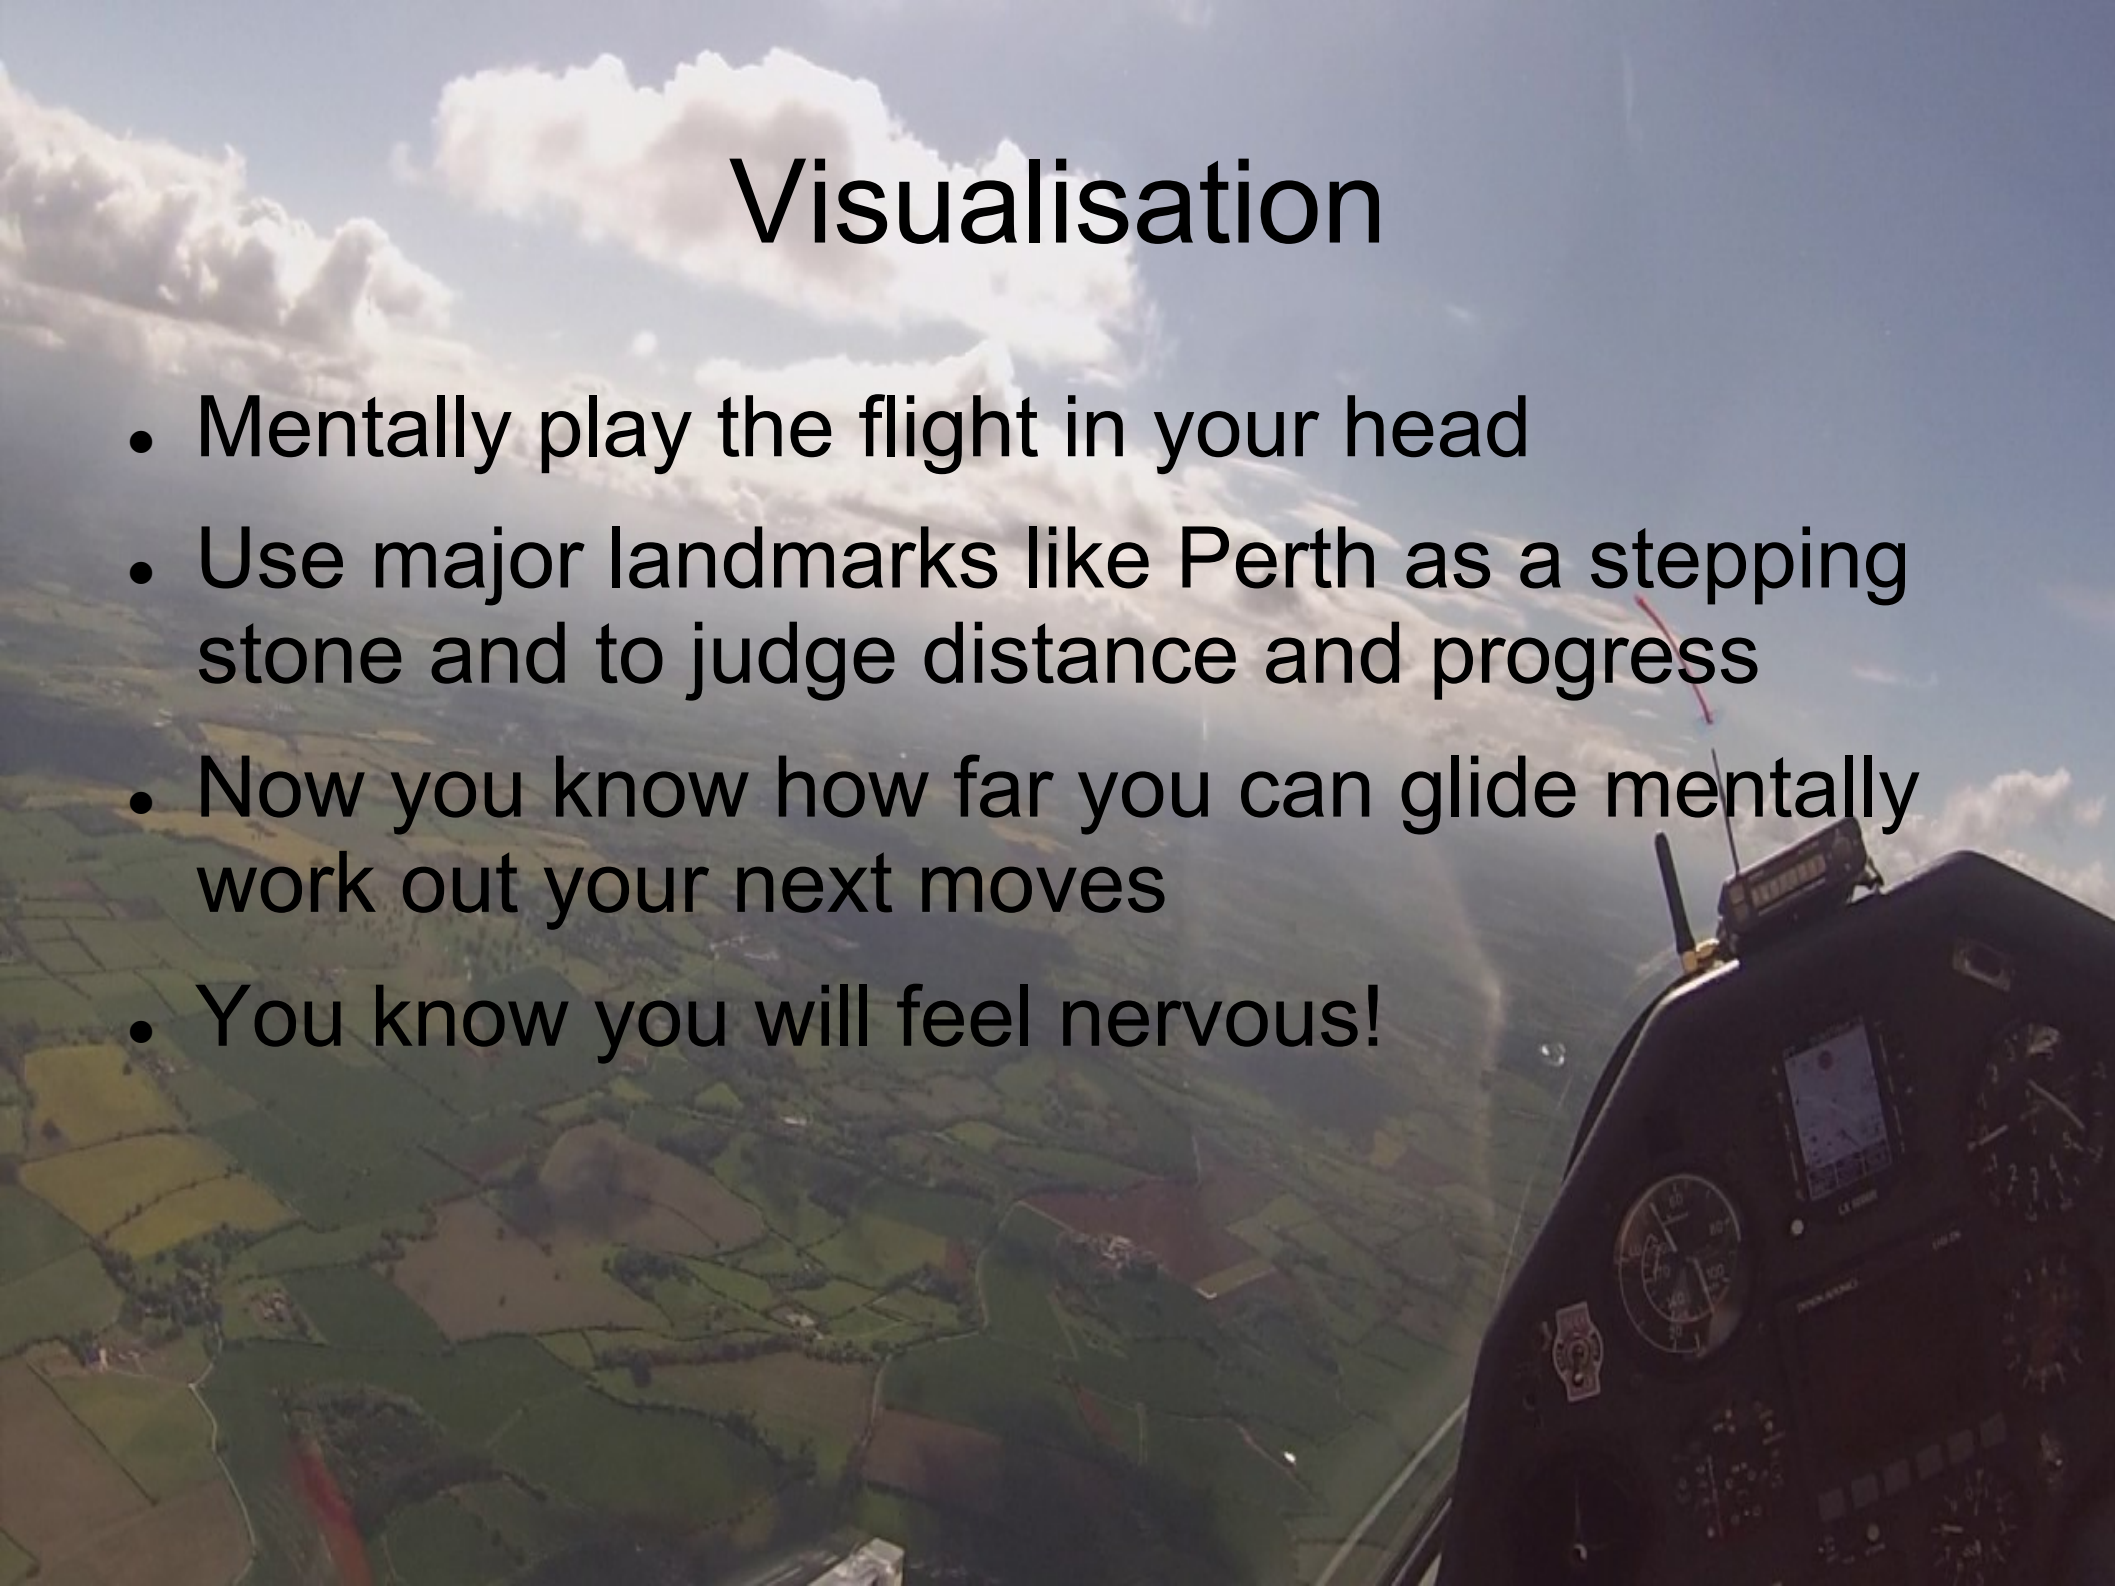 Visualisation
● Mentally play the flight in your head
● Use major landmarks like Perth as a stepping
stone and to judge distance and progress
● Now you know how far you can glide mentally
work out your next moves
● You know you will feel nervous!